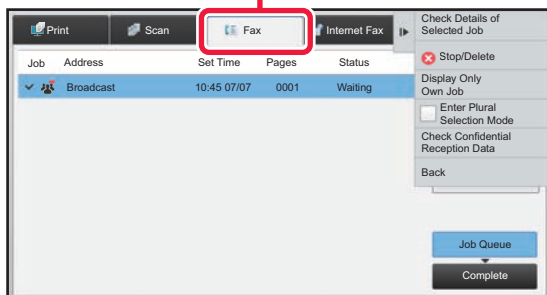 Print Scan Fax Internet Fax
Job Address Set Time Pages Status
Broadcast 10:45 07/07 0001 Waiting
Check Details of
Selected Job
Stop/Delete
Display Only
Own Job
Enter Plural
Selection Mode
Check Confidential
Reception Data
Back
Job Queue
Complete